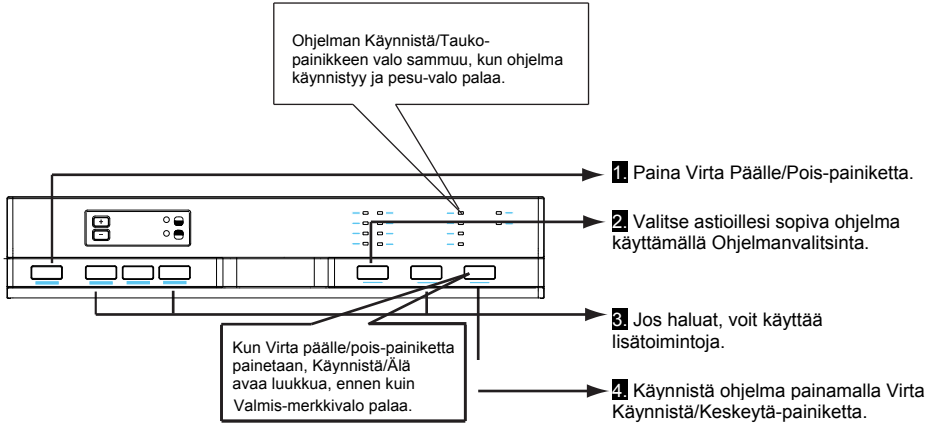 Ohjelman Käynnistä/Tauko-
painikkeen valo sammuu, kun ohjelma
käynnistyy ja pesu-valo palaa.
1. Paina Virta Päälle/Pois-painiketta.
2. Valitse astioillesi sopiva ohjelma
käyttämällä Ohjelmanvalitsinta.
+
-
3. Jos haluat, voit käyttää
lisätoimintoja.
Kun Virta päälle/pois-painiketta
painetaan, Käynnistä/Älä
avaa luukkua, ennen kuin
Valmis-merkkivalo palaa.
4. Käynnistä ohjelma painamalla Virta
Käynnistä/Keskeytä-painiketta.